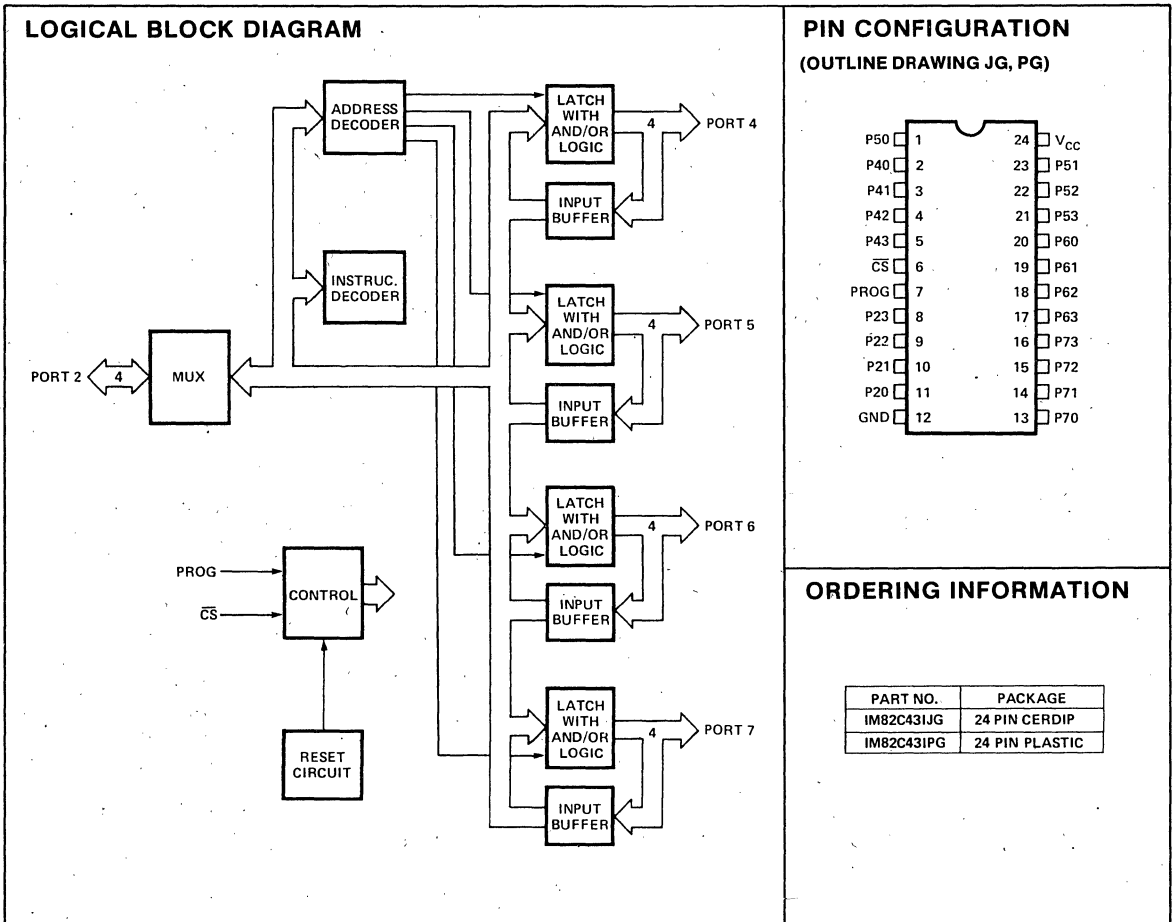 LOGICAL BLOCK DIAGRAM
ADDRESS
DECODER
LATCH
WITH
AND/OR
LOGIC
4
PORT 4
INPUT
BUFFER
INSTRUC.
DECODER
LATCH
WITH
AND/OR
LOGIC
4
PORT 5
PORT 2
4
MUX
INPUT
BUFFER
LATCH
WITH
AND/OR
LOGIC
4
PORT 6
PROG
CS
CONTROL
INPUT
BUFFER
LATCH
WITH
AND/OR
LOGIC
4
PORT 7
RESET
CIRCUIT
INPUT
BUFFER
PIN CONFIGURATION
(OUTLINE DRAWING JG, PG)
P50 1 24 VCC
P40 2 23 P51
P41 3 22 P52
P42 4 21 P53
P43 5 20 P60
CS 6 19 P61
PROG 7 18 P62
P23 8 17 P63
P22 9 16 P73
P21 10 15 P72
P20 11 14 P71
GND 12 13 P70
ORDERING INFORMATION
PART NO. PACKAGE
IM82C43IJG 24 PIN CERDIP
IM82C43IPG 24 PIN PLASTIC